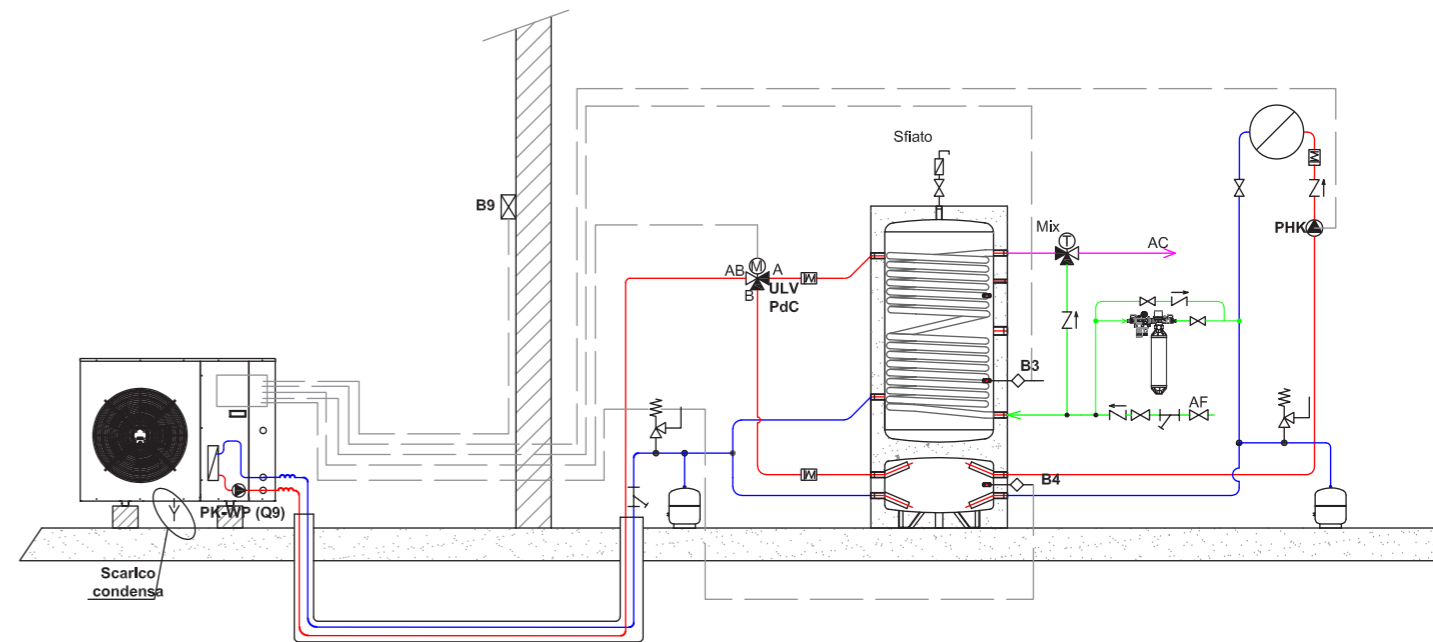 Sfiato
B9
Mix
T
AC
PHK
M
AB
A
B
ULV
PdC
B3
AF
B4
PK-WP (Q9)
Scarico
condensa